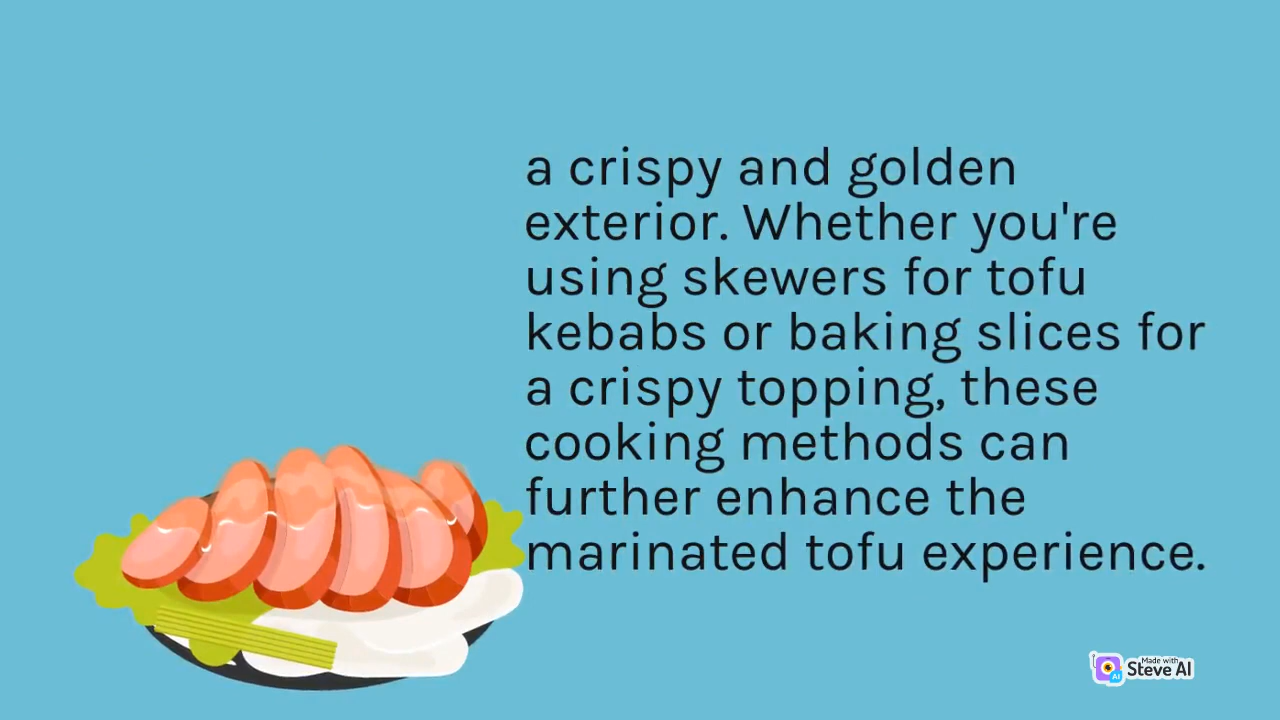 a crispy and golden
exterior. Whether you're
using skewers for tofu
kebabs or baking slices for
a crispy topping, these
cooking methods can
further enhance the
marinated tofu experience.
Made with
AI Steve AI